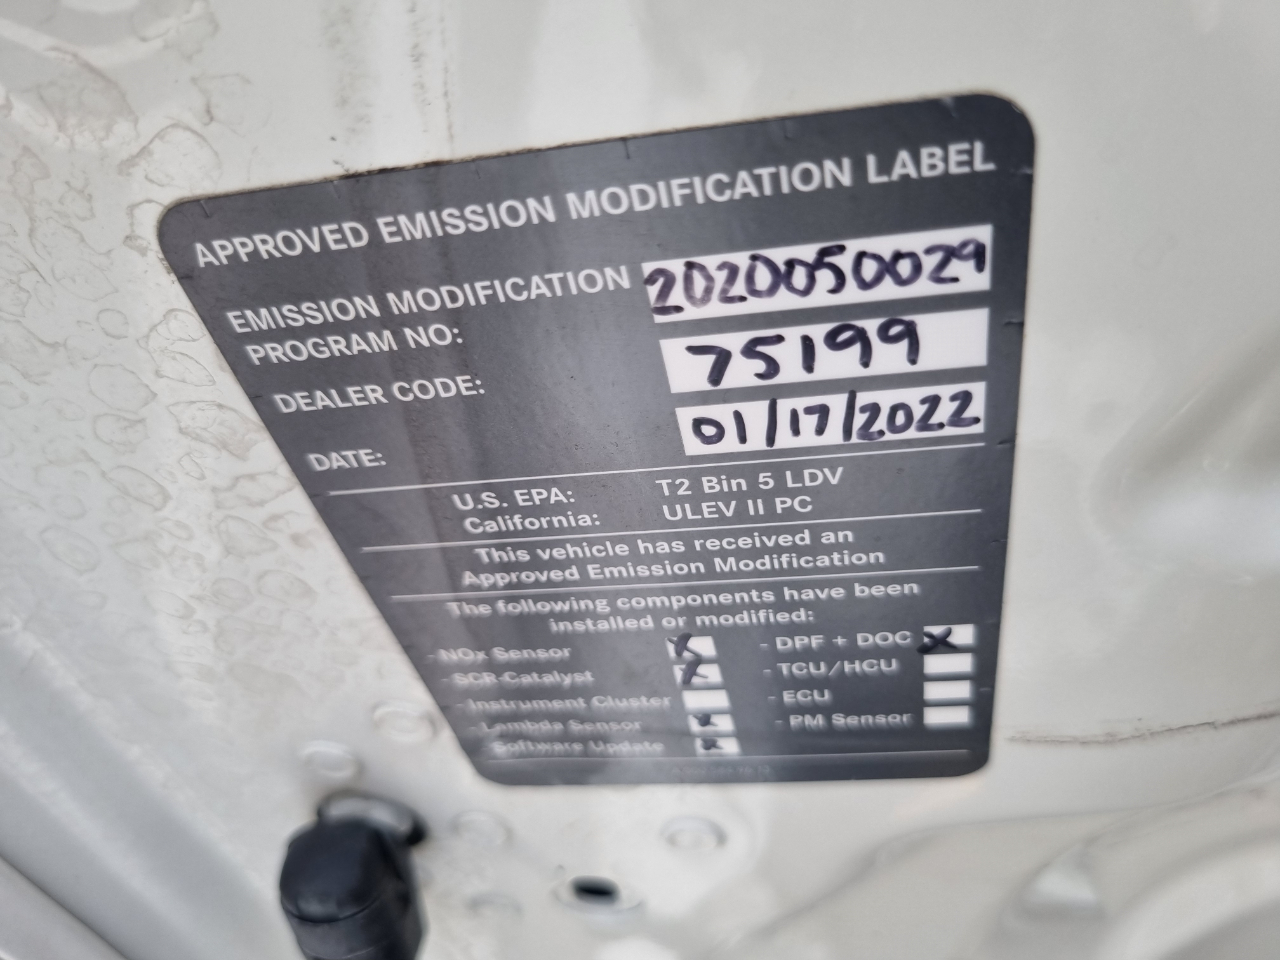 APPROVED EMISSION MODIFICATION LABEL
EMISSION MODIFICATION PROGRAM NO: 2020050029
DEALER CODE: 75199
DATE: 01/17/2022
U.S. EPA: T2 Bin 5 LDV
California: ULEV II PC
This vehicle has received an
Approved Emission Modification
The following components have been
installed or modified:
- NOx Sensor X - DPF + DOC X
- SCR-Catalyst X - TCU/HCU
- Instrument Cluster - ECU
- Lambda Sensor X - PM Sensor
- Software Update X